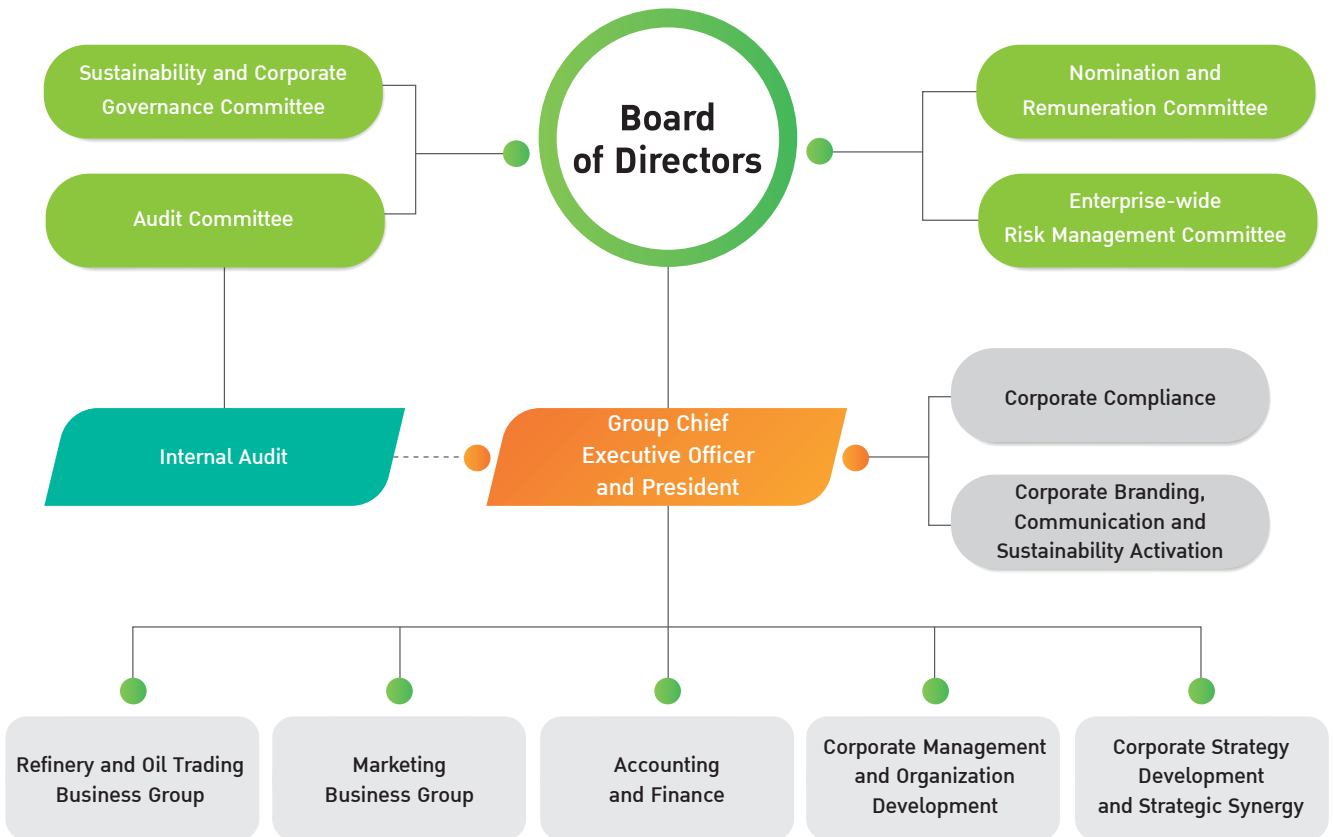 Sustainability and Corporate
Governance Committee
Audit Committee
Board
of Directors
Nomination and
Remuneration Committee
Enterprise-wide
Risk Management Committee
Internal Audit
Group Chief
Executive Officer
and President
Corporate Compliance
Corporate Branding,
Communication and
Sustainability Activation
Refinery and Oil Trading
Business Group
Marketing
Business Group
Accounting
and Finance
Corporate Management
and Organization
Development
Corporate Strategy
Development
and Strategic Synergy